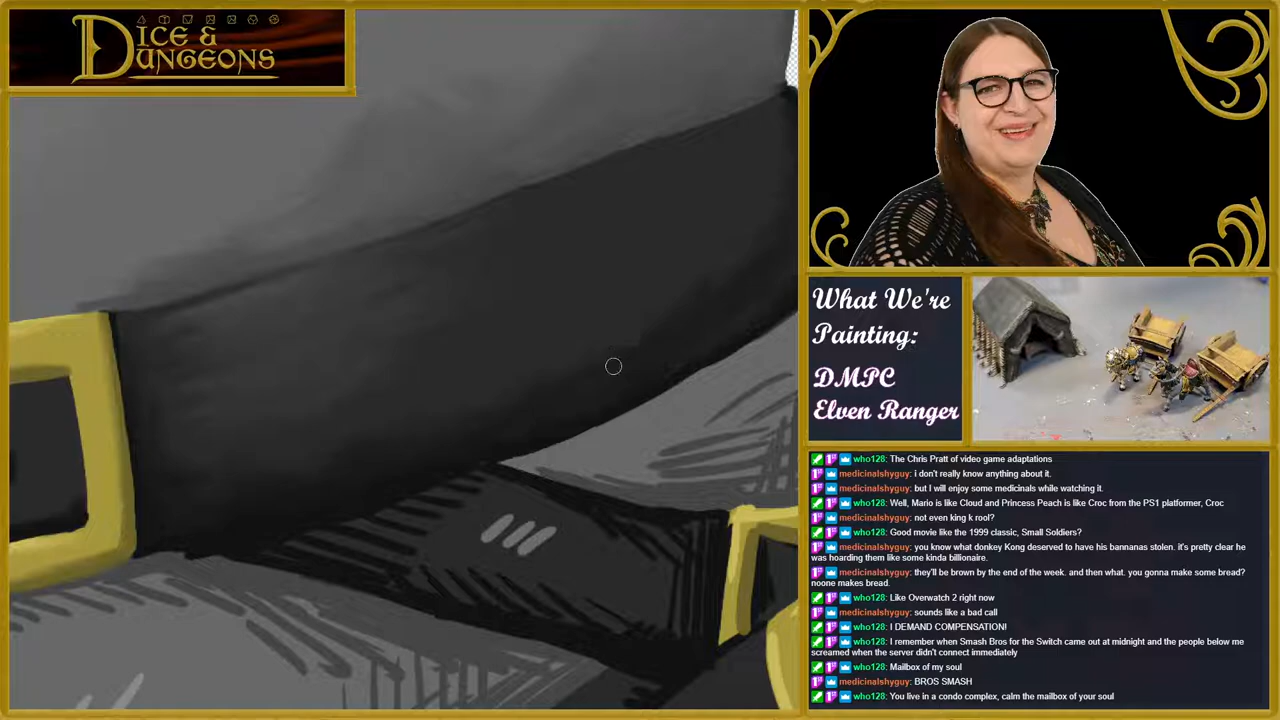 Dice &
Dungeons
What We're
Painting:
DMPC
Elven Ranger
who128: The Chris Pratt of video game adaptations
medicinalshyguy: i don't really know anything about it.
medicinalshyguy: but I will enjoy some medicinals while watching it.
who128: Well, Mario is like Cloud and Princess Peach is like Croc from the PS1 platformer, Croc
medicinalshyguy: not even king k rool?
who128: Good movie like the 1999 classic, Small Soldiers?
medicinalshyguy: you know what donkey Kong deserved to have his bannanas stolen. it's pretty clear he
was hoarding them like some kinda billionaire.
medicinalshyguy: they'll be brown by the end of the week. and then what. you gonna make some bread?
noone makes bread.
who128: Like Overwatch 2 right now
medicinalshyguy: sounds like a bad call
who128: I DEMAND COMPENSATION!
who128: I remember when Smash Bros for the Switch came out at midnight and the people below me
screamed when the server didn't connect immediately
who128: Mailbox of my soul
medicinalshyguy: BROS SMASH
who128: You live in a condo complex, calm the mailbox of your soul